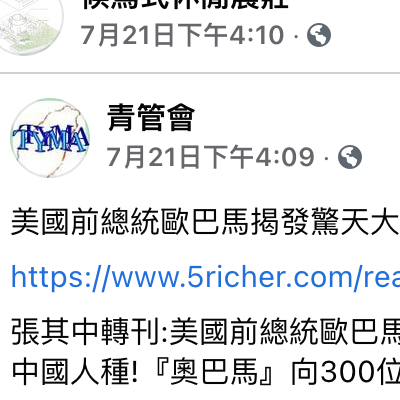 7月21日下午4:10 ·
TYMA
青管會
7月21日下午4:09 ·
美國前總統歐巴馬揭發驚天大
https://www.5richer.com/rea
張其中轉刊:美國前總統歐巴馬
中國人種!『奧巴馬』向300位